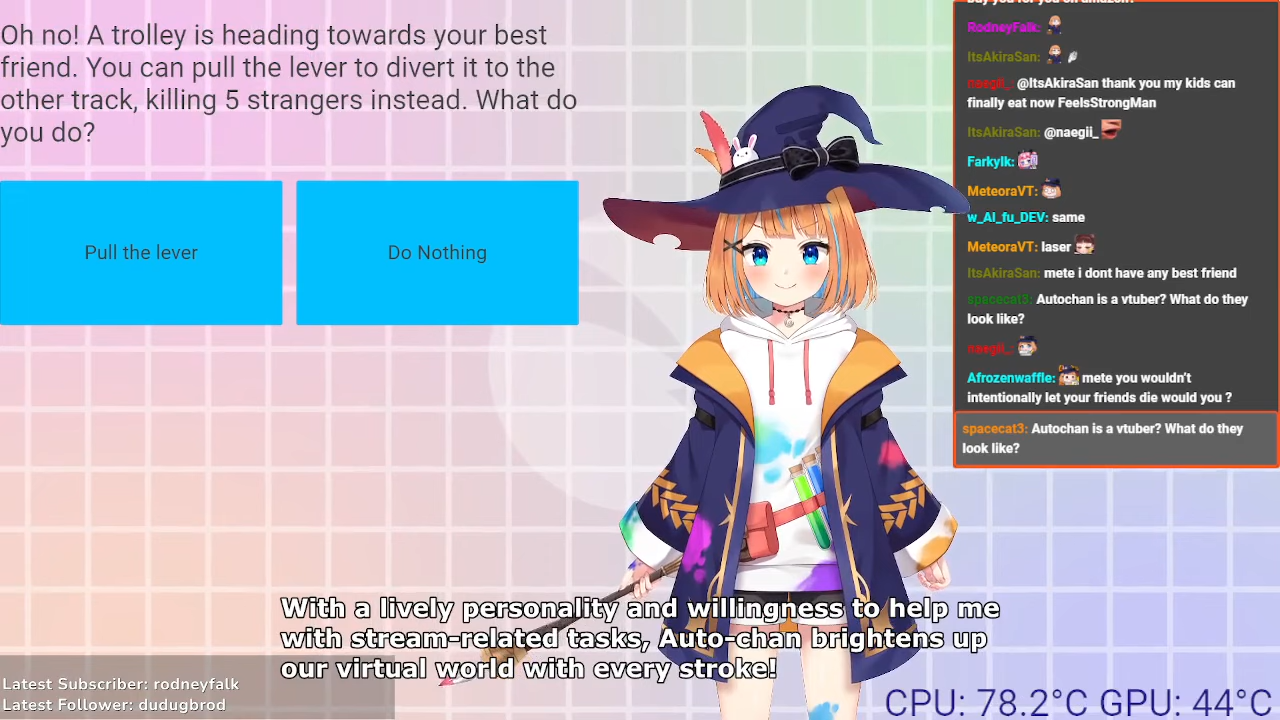 Oh no! A trolley is heading towards your best
friend. You can pull the lever to divert it to the
other track, killing 5 strangers instead. What do
you do?
Pull the lever
Do Nothing
buy you for you on amazon?
RodneyFalk:
ItsAkiraSan:
naegii_: @ItsAkiraSan thank you my kids can
finally eat now FeelsStrongMan
ItsAkiraSan: @naegii_
Farkylk:
MeteoraVT:
w_AI_fu_DEV: same
MeteoraVT: laser
ItsAkiraSan: mete i dont have any best friend
spacecat3: Autochan is a vtuber? What do they
look like?
naegii_:
Afrozenwaffle: mete you wouldn't
intentionally let your friends die would you ?
spacecat3: Autochan is a vtuber? What do they
look like?
With a lively personality and willingness to help me
with stream-related tasks, Auto-chan brightens up
our virtual world with every stroke!
Latest Subscriber: rodneyfalk
Latest Follower: dudugbrod
CPU: 78.2°C GPU: 44°C